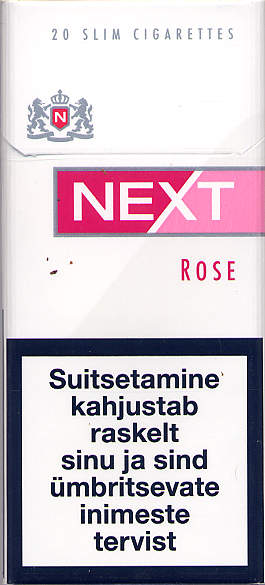 20 SLIM CIGARETTES
N
NEXT
ROSE
Suitsetamine
kahjustab
raskelt
sinu ja sind
ümbritsevate
inimeste
tervist